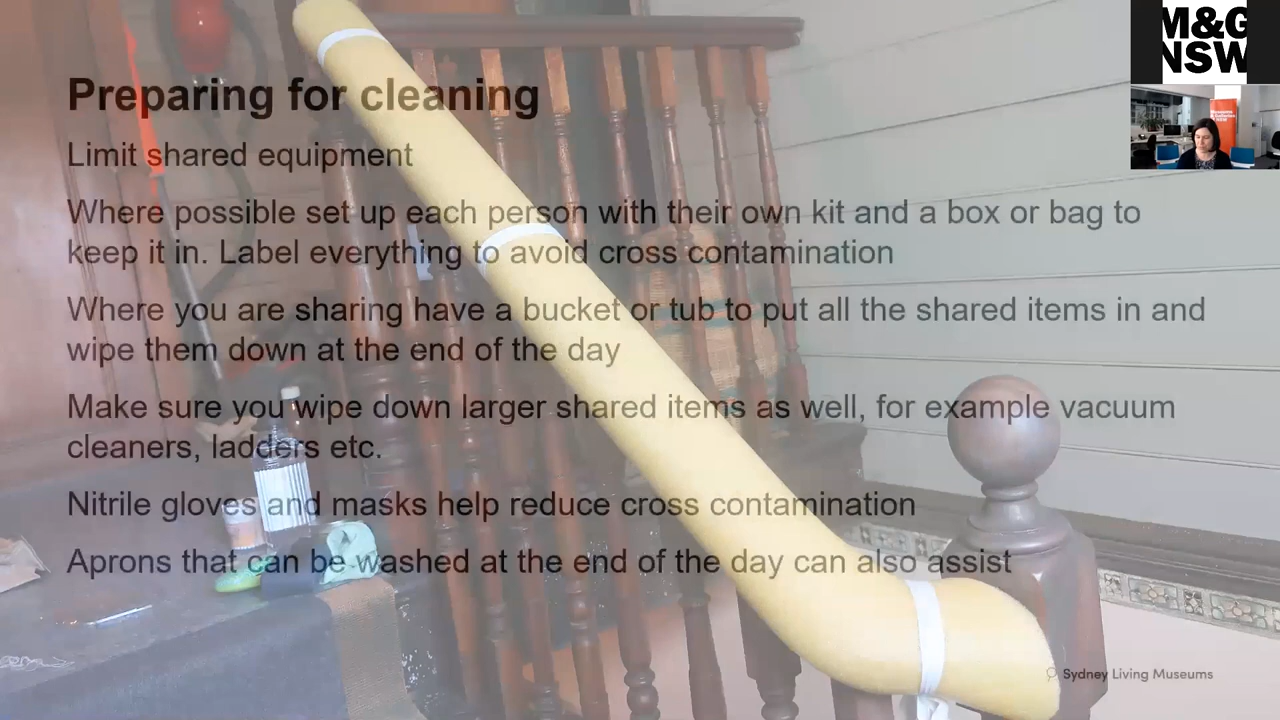 M&G
NSW
Preparing for cleaning
Limit shared equipment
Where possible set up each person with their own kit and a box or bag to
keep it in. Label everything to avoid cross contamination
Where you are sharing have a bucket or tub to put all the shared items in and
wipe them down at the end of the day
Make sure you wipe down larger shared items as well, for example vacuum
cleaners, ladders etc.
Nitrile gloves and masks help reduce cross contamination
Aprons that can be washed at the end of the day can also assist
Sydney Living Museums